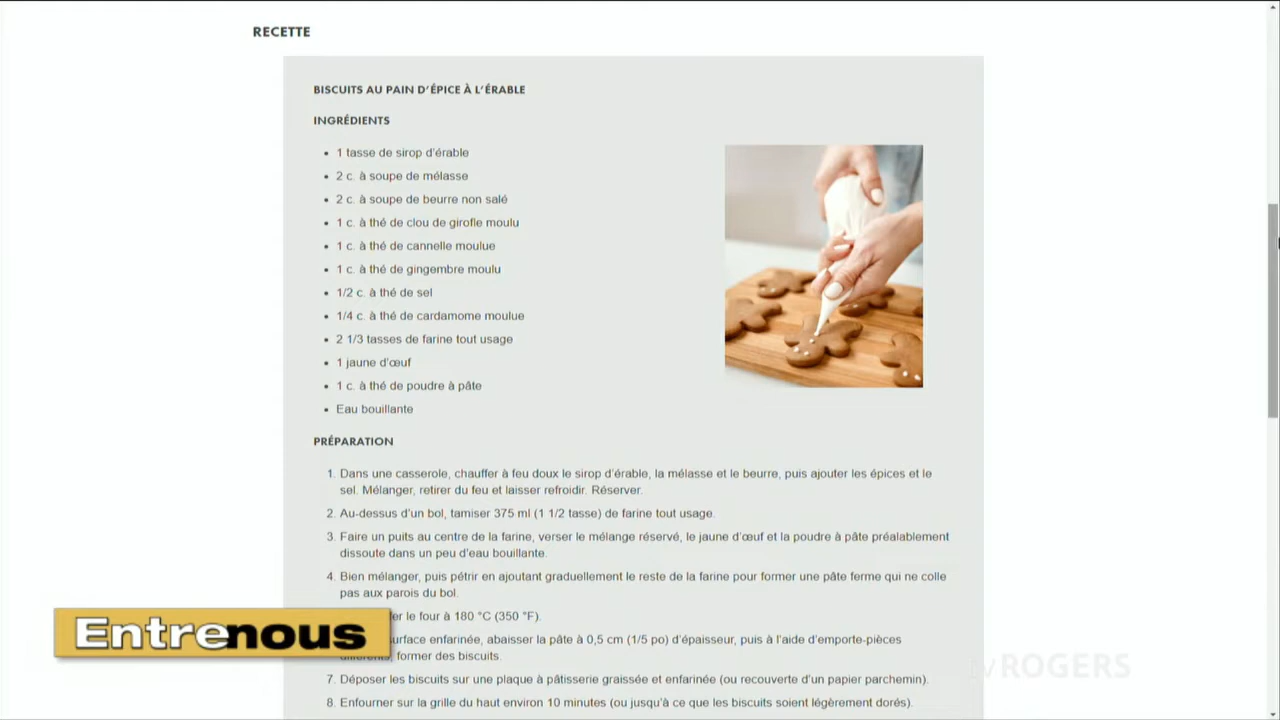 RECETTE
BISCUITS AU PAIN D'ÉPICE À L'ÉRABLE
INGRÉDIENTS
• 1 tasse de sirop d'érable
• 2 c. à soupe de mélasse
• 2 c. à soupe de beurre non salé
• 1 c. à thé de clou de girofle moulu
• 1 c. à thé de cannelle moulue
• 1 c. à thé de gingembre moulu
• 1/2 c. à thé de sel
• 1/4 c. à thé de cardamome moulue
• 2 1/3 tasses de farine tout usage
• 1 jaune d'œuf
• 1 c. à thé de poudre à pâte
• Eau bouillante
PRÉPARATION
1. Dans une casserole, chauffer à feu doux le sirop d'érable, la mélasse et le beurre, puis ajouter les épices et le
sel. Mélanger, retirer du feu et laisser refroidir. Réserver.
2. Au-dessus d'un bol, tamiser 375 ml (1 1/2 tasse) de farine tout usage.
3. Faire un puits au centre de la farine, verser le mélange réservé, le jaune d'œuf et la poudre à pâte préalablement
dissoute dans un peu d'eau bouillante.
4. Bien mélanger, puis pétrir en ajoutant graduellement le reste de la farine pour former une pâte ferme qui ne colle
pas aux parois du bol.
le four à 180 °C (350 °F).
enfarinée, abaisser la pâte à 0,5 cm (1/5 po) d'épaisseur, puis à l'aide d'emporte-pièces
former des biscuits.
7. Déposer les biscuits sur une plaque à pâtisserie graissée et enfarinée (ou recouverte d'un papier parchemin).
8. Enfourner sur la grille du haut environ 10 minutes (ou jusqu'à ce que les biscuits soient légèrement dorés).
Entrenous
tvROGERS